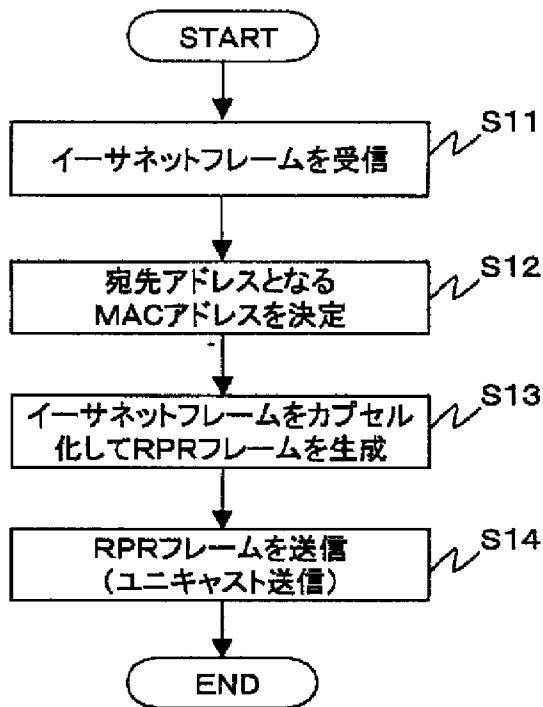 START
S11
イーサネットフレームを受信
S12
宛先アドレスとなる
MACアドレスを決定
S13
イーサネットフレームをカプセル
化してRPRフレームを生成
S14
RPRフレームを送信
(ユニキャスト送信)
END